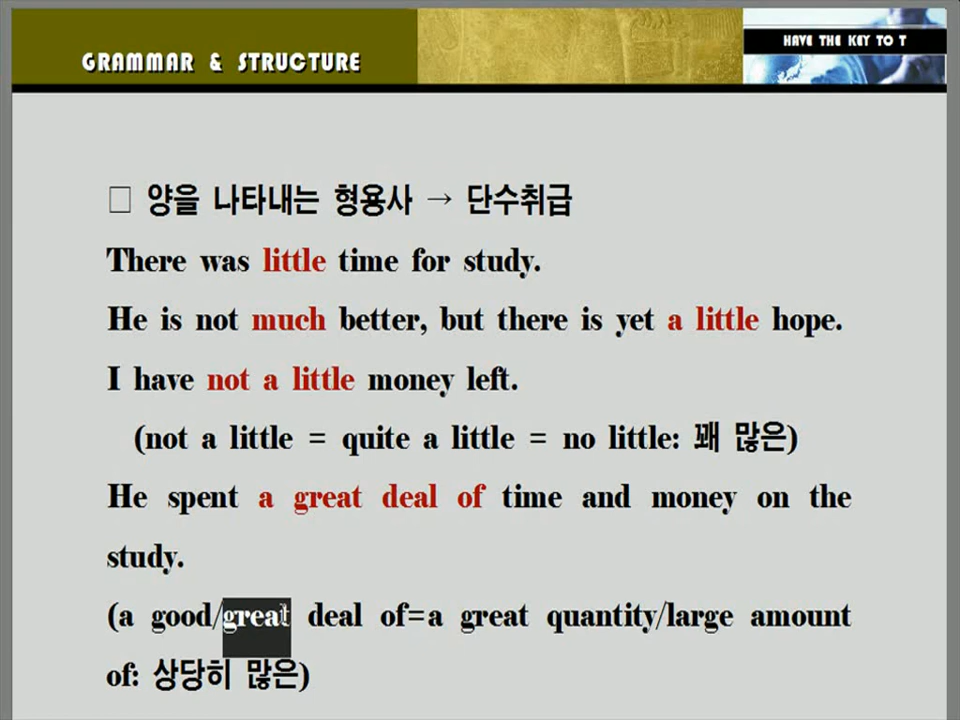 GRAMMAR & STRUCTURE
HAVE THE KEY TO T
□ 양을 나타내는 형용사 → 단수취급
There was little time for study.
He is not much better, but there is yet a little hope.
I have not a little money left.
(not a little = quite a little = no little: 꽤 많은)
He spent a great deal of time and money on the
study.
(a good/great deal of=a great quantity/large amount
of: 상당히 많은)